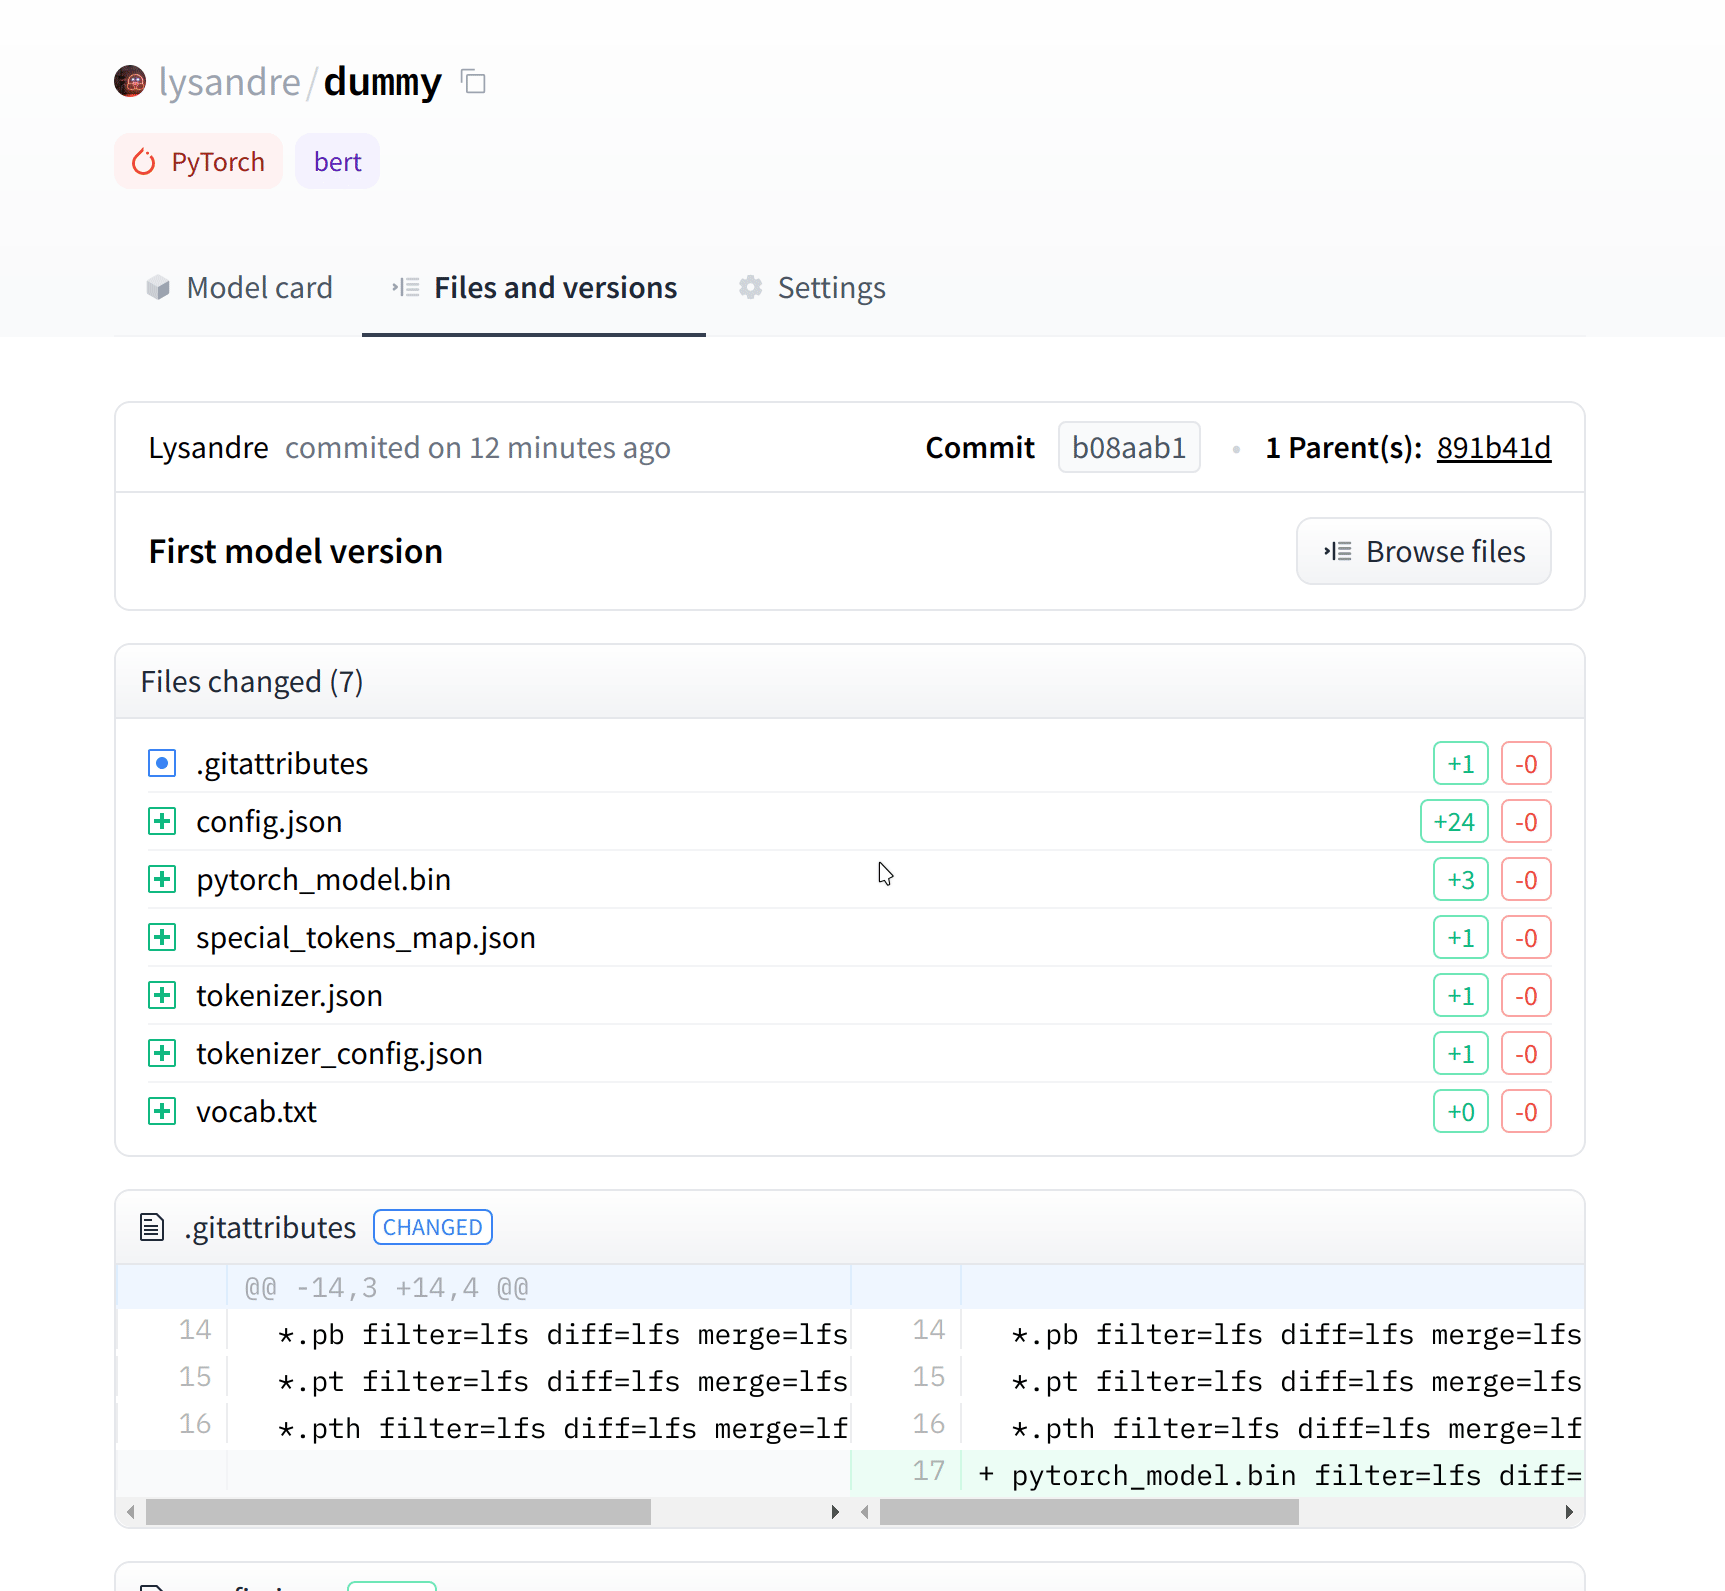 lysandre/dummy
PyTorch bert
Model card Files and versions Settings
Lysandre commited on 12 minutes ago Commit b08aab1 • 1 Parent(s): 891b41d
First model version Browse files
Files changed (7)
.gitattributes +1 -0
config.json +24 -0
pytorch_model.bin +3 -0
special_tokens_map.json +1 -0
tokenizer.json +1 -0
tokenizer_config.json +1 -0
vocab.txt +0 -0
.gitattributes CHANGED
@@ -14,3 +14,4 @@
14 *.pb filter=lfs diff=lfs merge=lfs 14 *.pb filter=lfs diff=lfs merge=lfs
15 *.pt filter=lfs diff=lfs merge=lfs 15 *.pt filter=lfs diff=lfs merge=lfs
16 *.pth filter=lfs diff=lfs merge=lf 16 *.pth filter=lfs diff=lfs merge=lf
17 + pytorch_model.bin filter=lfs diff=